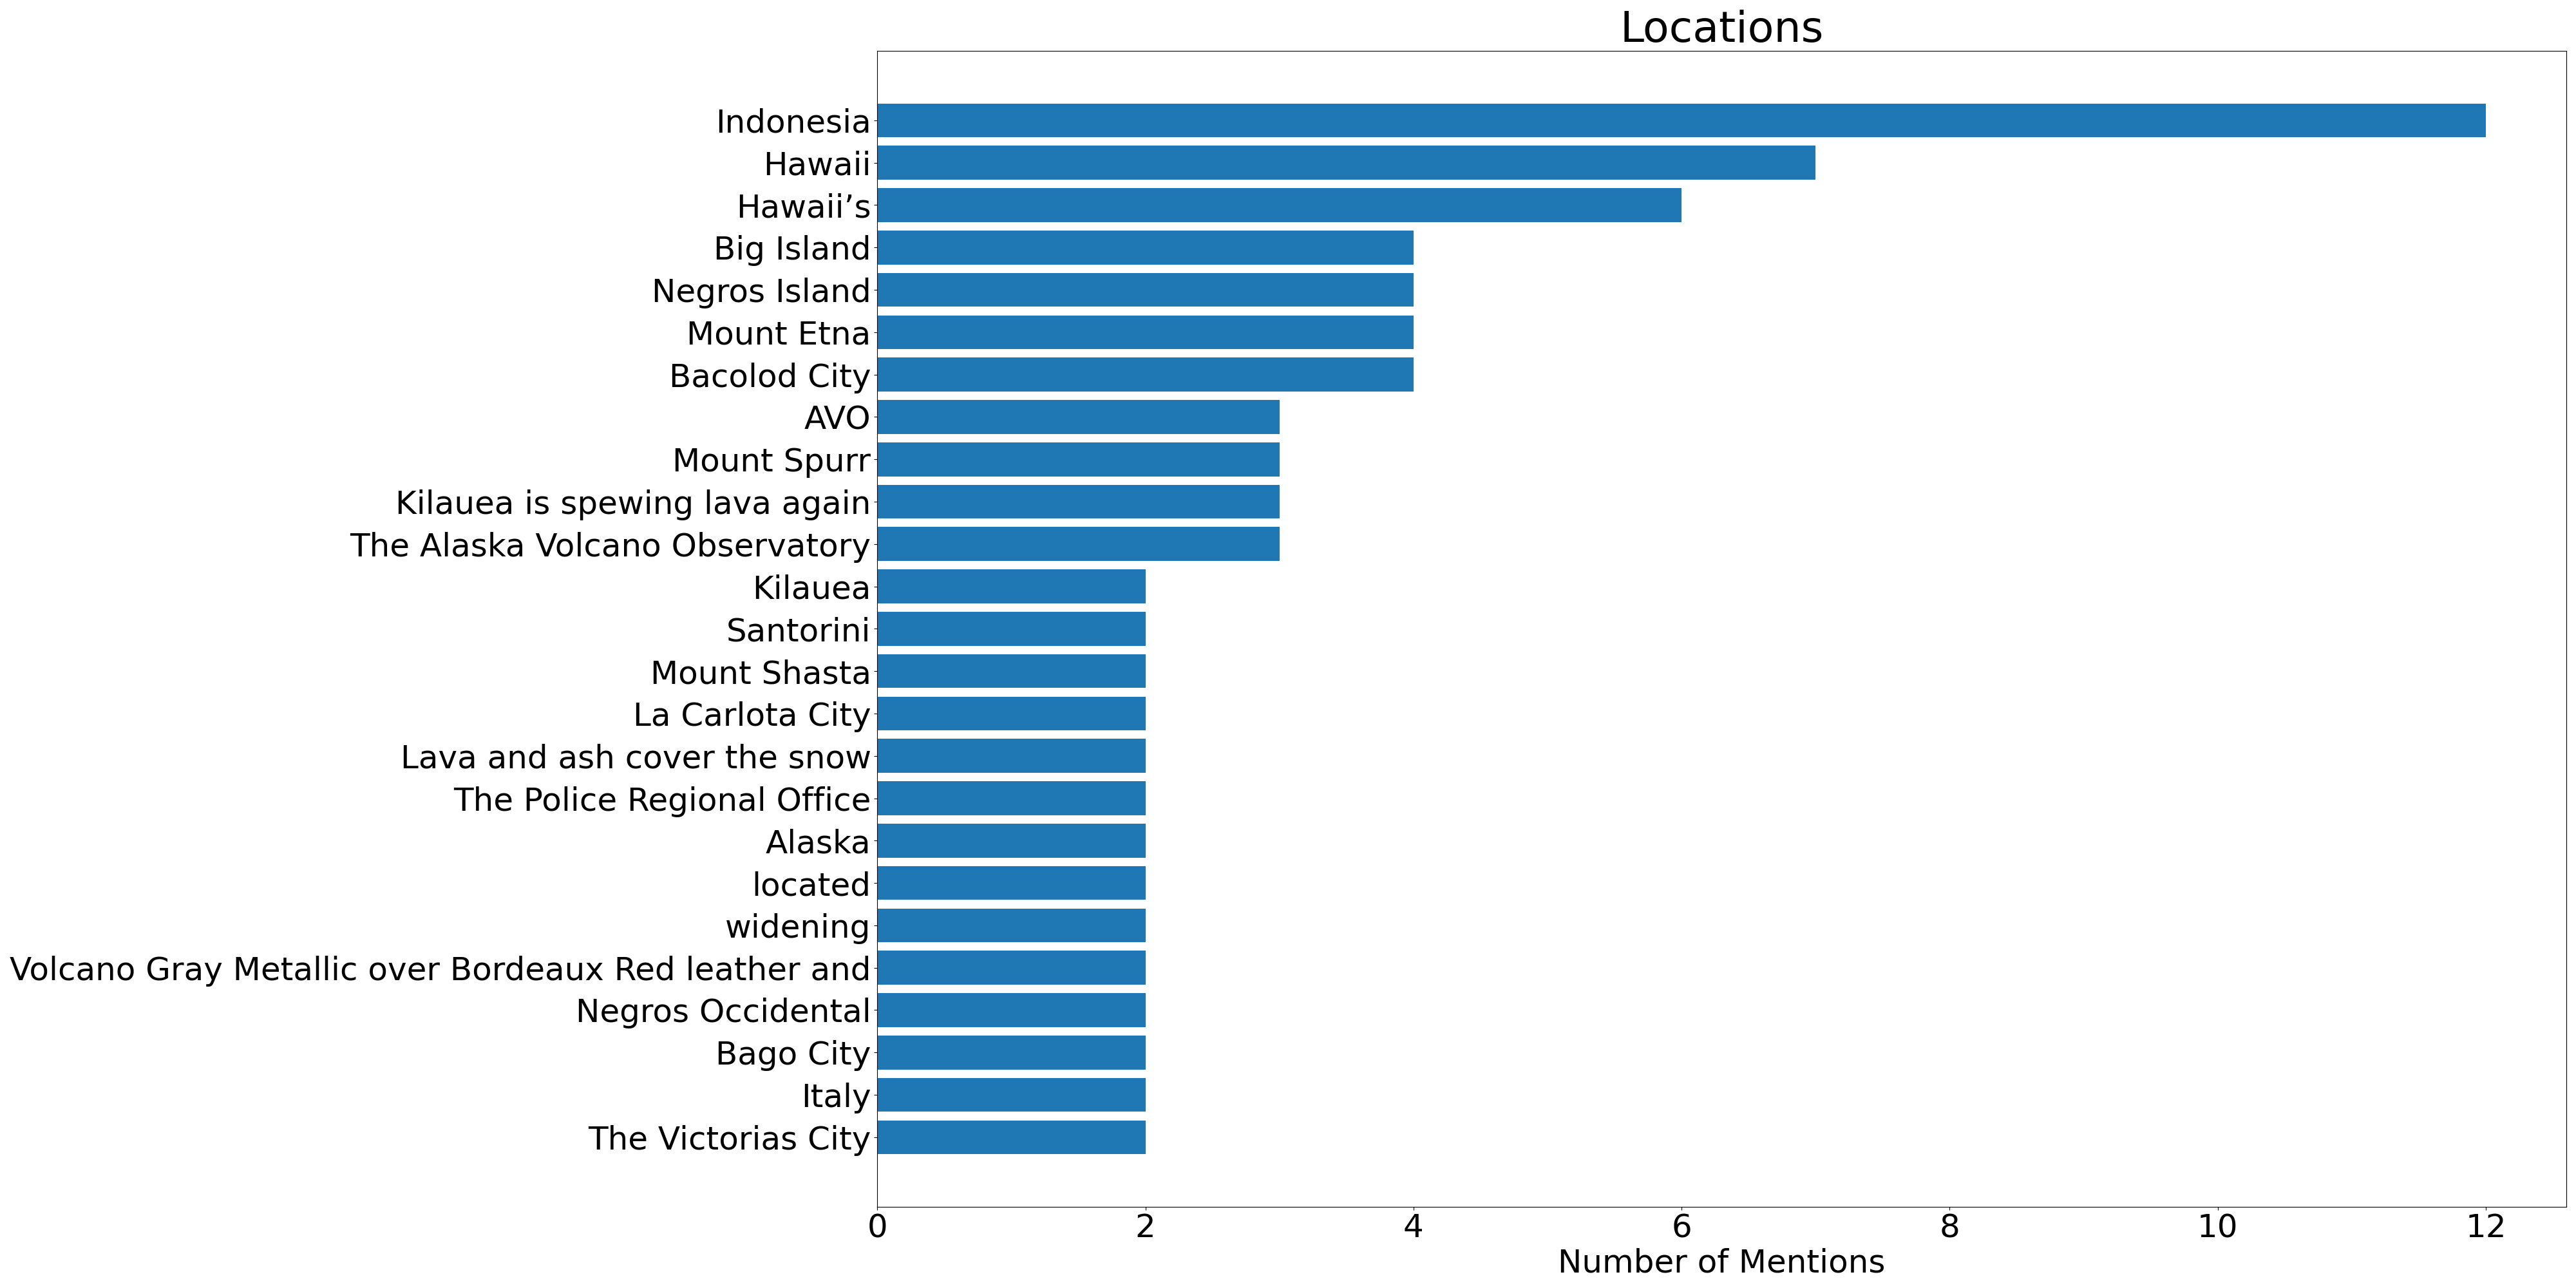 Locations
Indonesia
Hawaii
Hawaii’s
Big Island
Negros Island
Mount Etna
Bacolod City
AVO
Mount Spurr
Kilauea is spewing lava again
The Alaska Volcano Observatory
Kilauea
Santorini
Mount Shasta
La Carlota City
Lava and ash cover the snow
The Police Regional Office
Alaska
located
widening
Volcano Gray Metallic over Bordeaux Red leather and
Negros Occidental
Bago City
Italy
The Victorias City
0 2 4 6 8 10 12
Number of Mentions